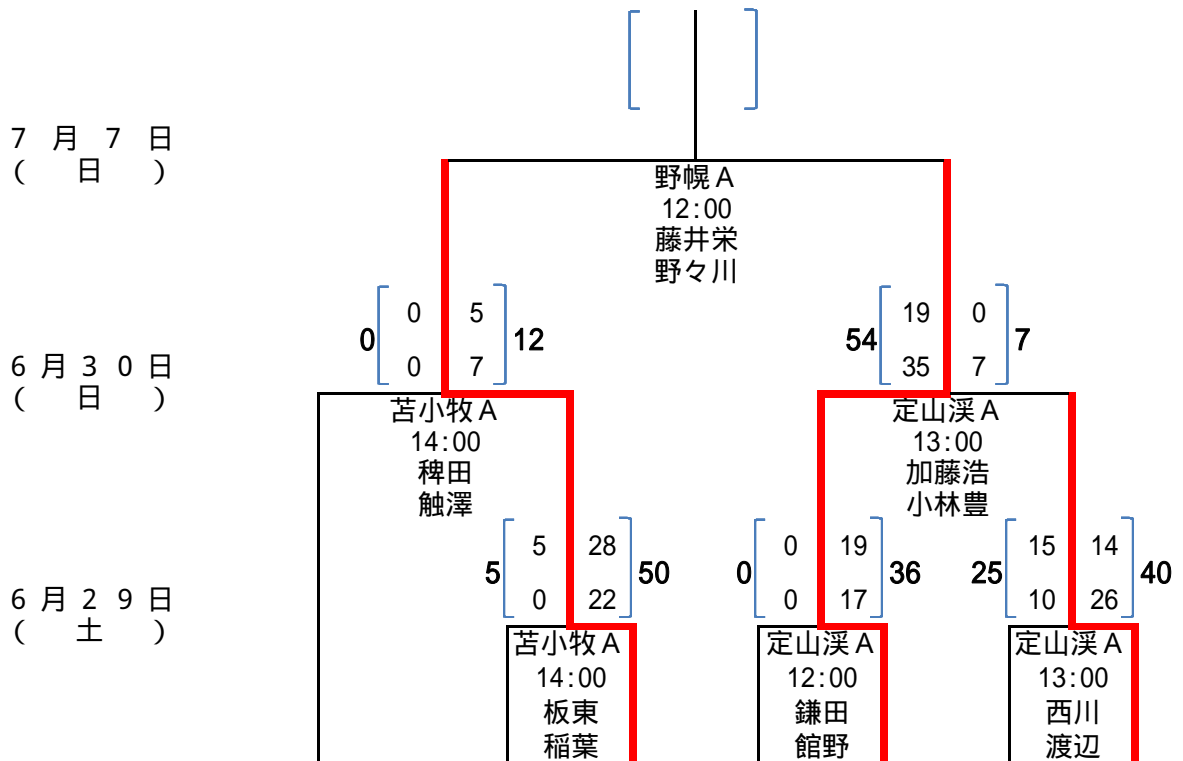 7月7日
(日)
野幌A
12:00
藤井栄
野々川
0 0 5 12
0 7
54 19 0 7
35 7
6月30日
(日)
苫小牧A
14:00
稗田
触澤
定山渓A
13:00
加藤浩
小林豊
5 5 28 50
0 22
0 0 19 36
0 17
25 15 14 40
10 26
6月29日
(土)
苫小牧A
14:00
板東
稲葉
定山渓A
12:00
鎌田
館野
定山渓A
13:00
西川
渡辺